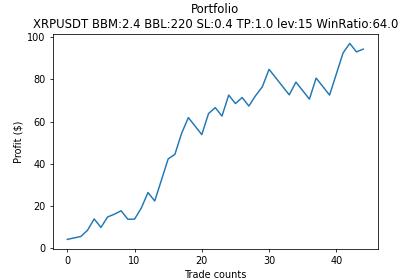 Portfolio
XRPUSDT BBM:2.4 BBL:220 SL:0.4 TP:1.0 lev:15 WinRatio:64.0
100
80
60
40
20
0
Profit ($)
0 10 20 30 40
Trade counts